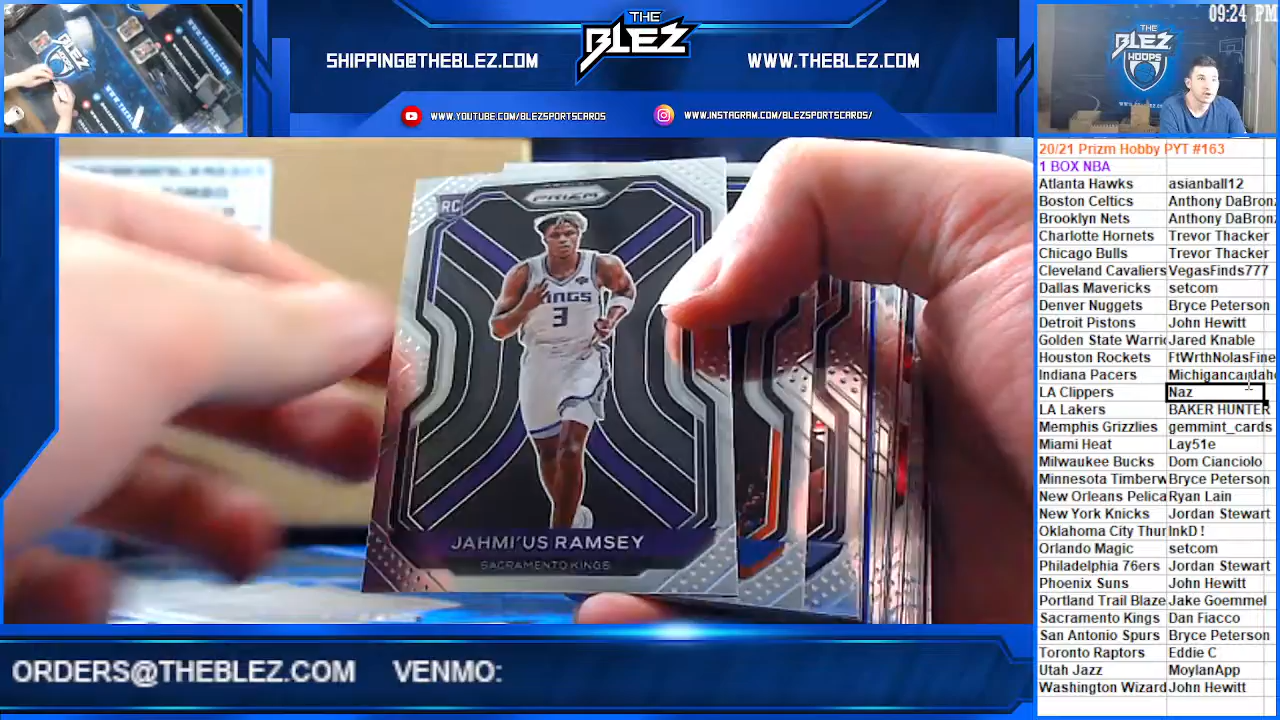 THE
BLEZ
SHIPPING@THEBLEZ.COM
WWW.THEBLEZ.COM
WWW.YOUTUBE.COM/BLEZSPORTSCARDS
WWW.INSTAGRAM.COM/BLEZSPORTSCARDS/
09:24 PM
THE
BLEZ
HOOPS
PRIZM
RC
KINGS
3
JAHMI'US RAMSEY
SACRAMENTO KINGS
20/21 Prizm Hobby PYT #163
1 BOX NBA
Atlanta Hawks asianball12
Boston Celtics Anthony DaBronz
Brooklyn Nets Anthony DaBronz
Charlotte Hornets Trevor Thacker
Chicago Bulls Trevor Thacker
Cleveland Cavaliers VegasFinds777
Dallas Mavericks setcom
Denver Nuggets Bryce Peterson
Detroit Pistons John Hewitt
Golden State Warri Jared Knable
Houston Rockets FtWrthNolasFine
Indiana Pacers Michigancardaho
LA Clippers Naz
LA Lakers BAKER HUNTER
Memphis Grizzlies gemmint_cards
Miami Heat Lay51e
Milwaukee Bucks Dom Cianciolo
Minnesota Timberw Bryce Peterson
New Orleans Pelica Ryan Lain
New York Knicks Jordan Stewart
Oklahoma City Thur InkD !
Orlando Magic setcom
Philadelphia 76ers Jordan Stewart
Phoenix Suns John Hewitt
Portland Trail Blaze Jake Goemmel
Sacramento Kings Dan Fiacco
San Antonio Spurs Bryce Peterson
Toronto Raptors Eddie C
Utah Jazz MoylanApp
Washington Wizard John Hewitt
ORDERS@THEBLEZ.COM VENMO: